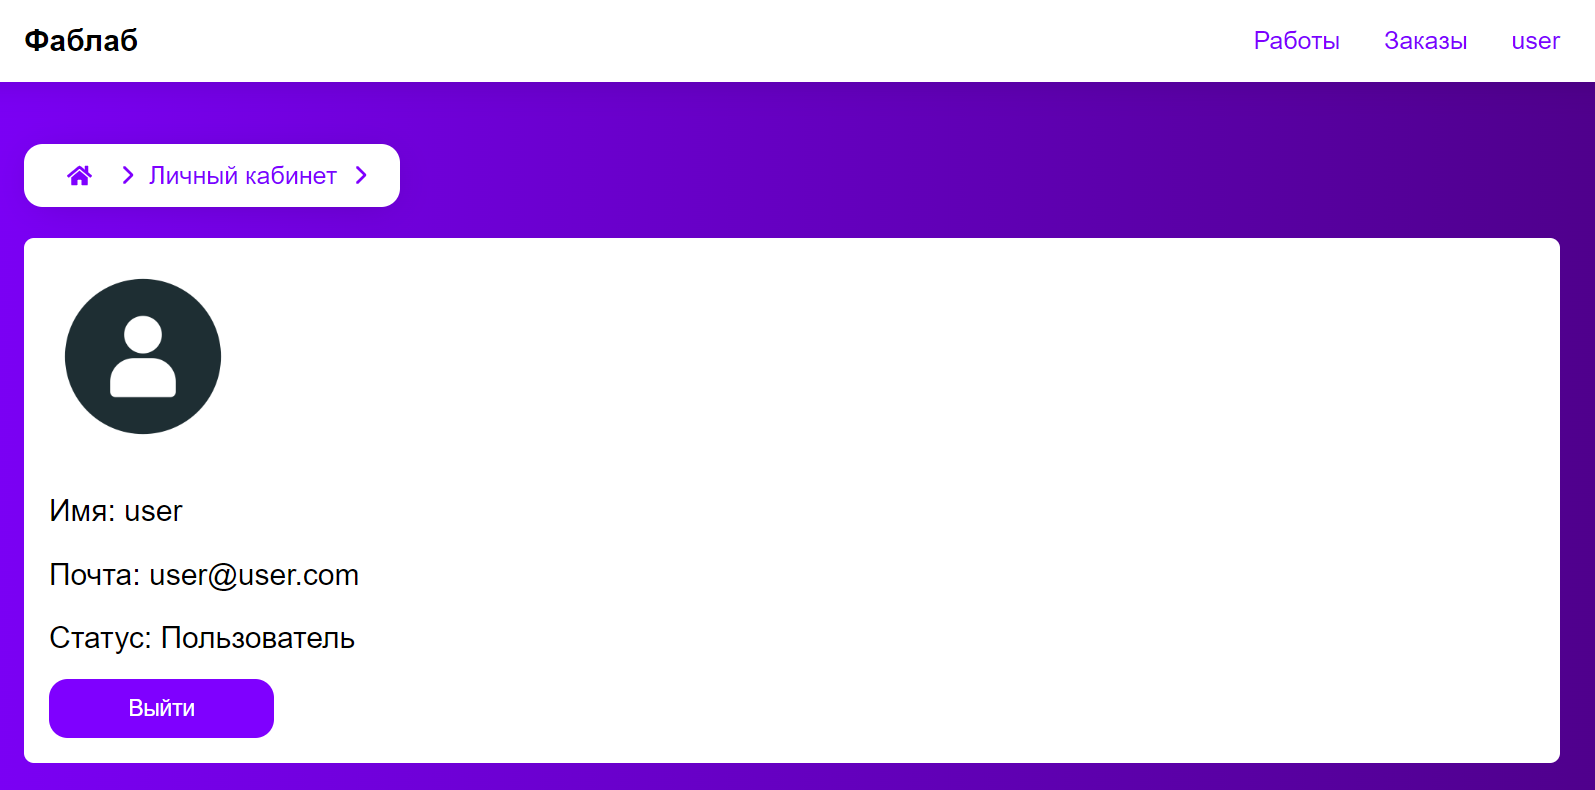 Фаблаб
Работы Заказы user
Личный кабинет
Имя: user
Почта: user@user.com
Статус: Пользователь
Выйти